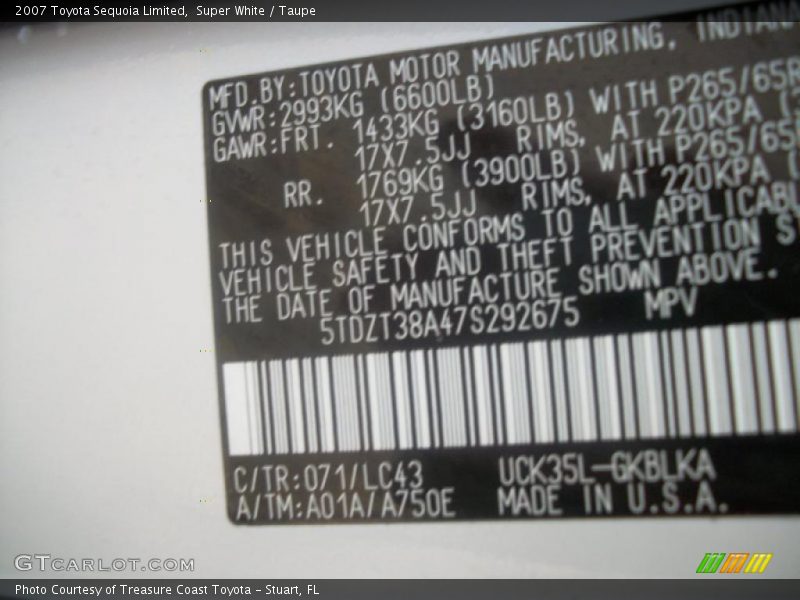 2007 Toyota Sequoia Limited, Super White / Taupe
MFD.BY:TOYOTA MOTOR MANUFACTURING, INDIANA
GVWR:2993KG (6600LB)
GAWR:FRT. 1433KG (3160LB) WITH P265/65R
17X7.5JJ RIMS, AT 220KPA (3
RR. 1769KG (3900LB) WITH P265/65
17X7.5JJ RIMS, AT 220KPA (
THIS VEHICLE CONFORMS TO ALL APPLICABL
VEHICLE SAFETY AND THEFT PREVENTION ST
THE DATE OF MANUFACTURE SHOWN ABOVE.
5TDZT38A47S292675 MPV
C/TR:071/LC43 UCK35L-GKBLKA
A/TM:A01A/A750E MADE IN U.S.A.
GTCARLOT.COM
Photo Courtesy of Treasure Coast Toyota - Stuart, FL